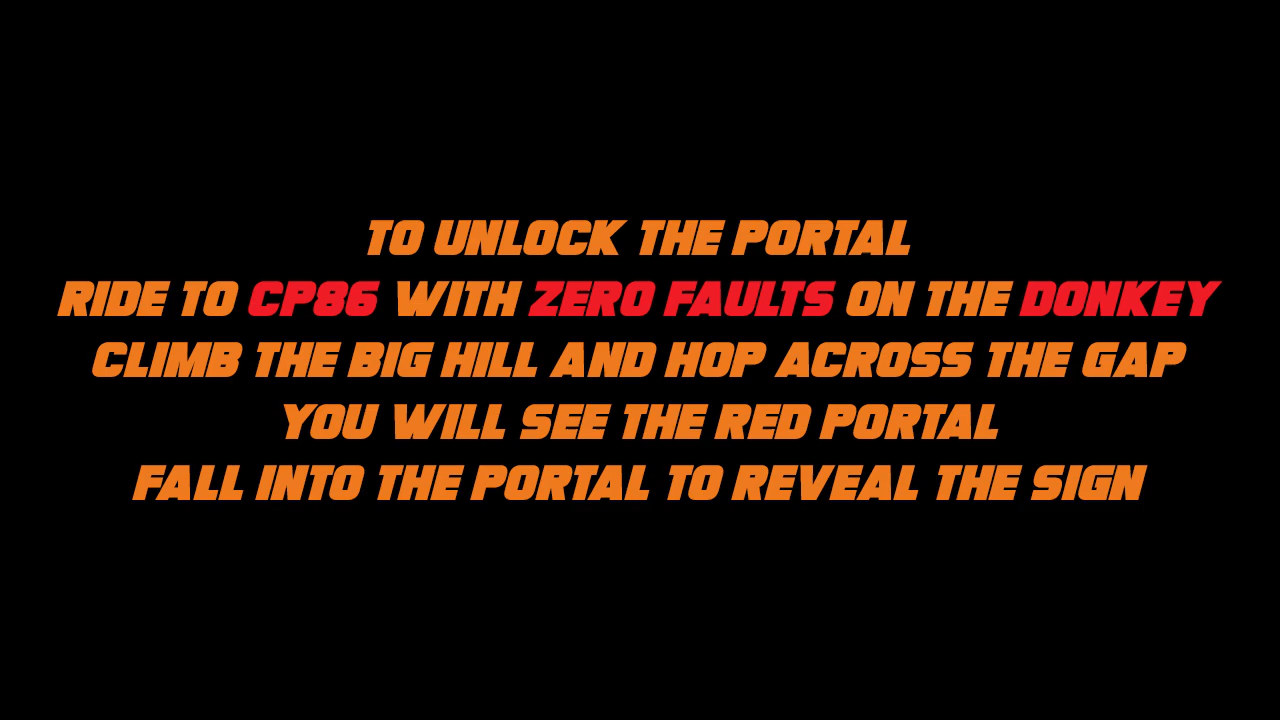 TO UNLOCK THE PORTAL
RIDE TO CP86 WITH ZERO FAULTS ON THE DONKEY
CLIMB THE BIG HILL AND HOP ACROSS THE GAP
YOU WILL SEE THE RED PORTAL
FALL INTO THE PORTAL TO REVEAL THE SIGN